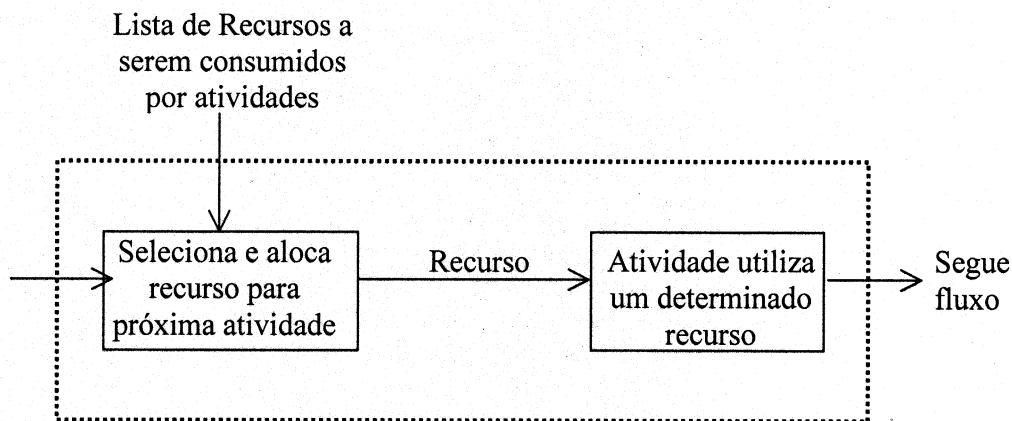 Lista de Recursos a
serem consumidos
por atividades
Seleciona e aloca
recurso para
próxima atividade
Recurso
Atividade utiliza
um determinado
recurso
Segue
fluxo